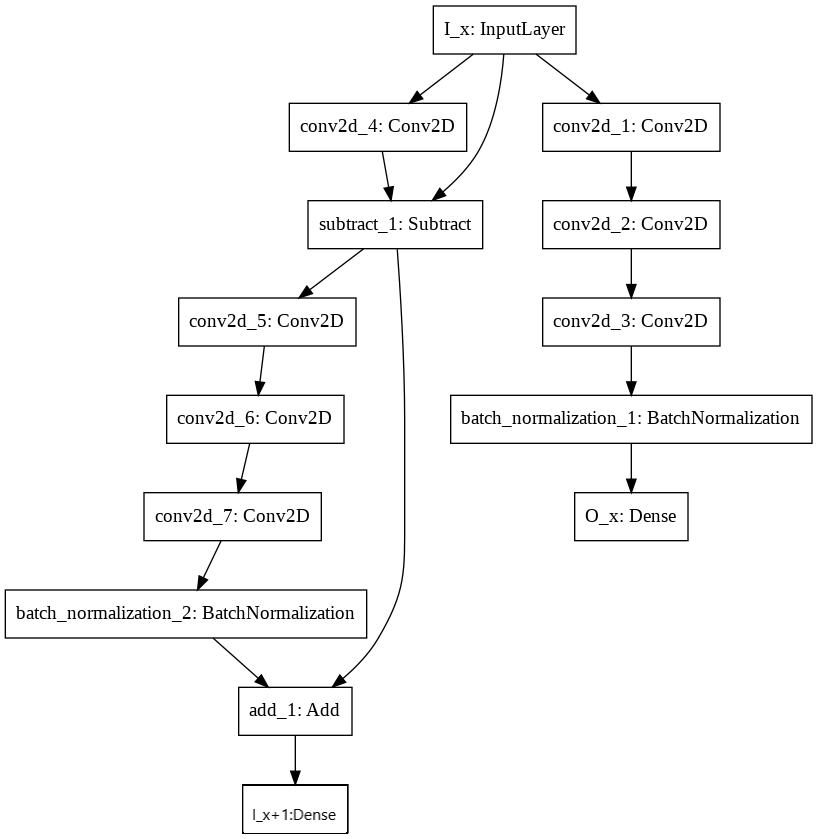 I_x: InputLayer
conv2d_4: Conv2D
conv2d_1: Conv2D
subtract_1: Subtract
conv2d_2: Conv2D
conv2d_5: Conv2D
conv2d_3: Conv2D
conv2d_6: Conv2D
batch_normalization_1: BatchNormalization
conv2d_7: Conv2D
O_x: Dense
batch_normalization_2: BatchNormalization
add_1: Add
I_x+1:Dense